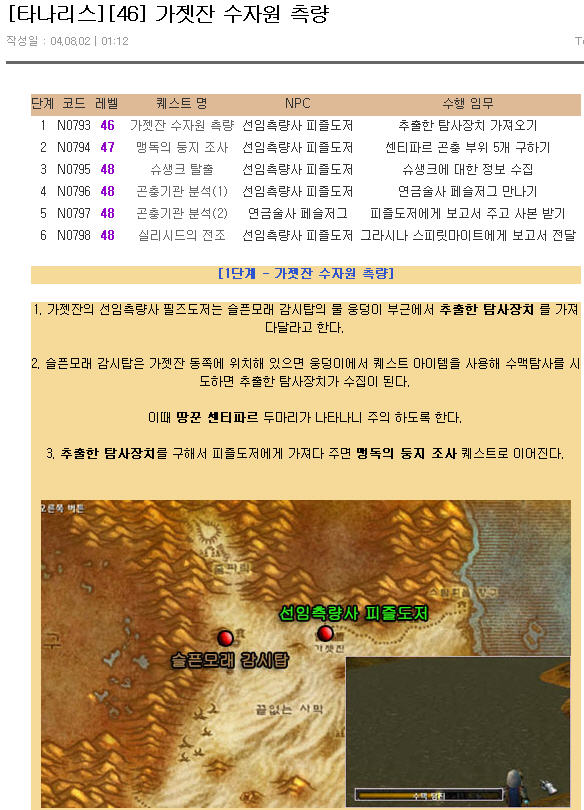 [타나리스][46] 가젯잔 수자원 측량
작성일 : 04,08,02 | 01:12
단계 코드 레벨 퀘스트 명 NPC 수행 임무
1 N0793 46 가젯잔 수자원 측량 선임측량사 피즐도저 추출한 탐사장치 가져오기
2 N0794 47 맹독의 둥지 조사 선임측량사 피즐도저 센티파르 곤충 부위 5개 구하기
3 N0795 48 슈생크 탈출 선임측량사 피즐도저 슈생크에 대한 정보 수집
4 N0796 48 곤충기관 분석(1) 선임측량사 피즐도저 연금술사 페슬저그 만나기
5 N0797 48 곤충기관 분석(2) 연금술사 페슬저그 피즐도저에게 보고서 주고 사본 받기
6 N0798 48 실리시드의 전조 선임측량사 피즐도저 그라시나 스피릿마이트에게 보고서 전달
[1단계 - 가젯잔 수자원 측량]
1. 가젯잔의 선임측량사 필즈도저는 슬픈모래 감시탑의 물 웅덩이 부근에서 추출한 탐사장치 를 가져
다달라고 한다.
2. 슬픈모래 감시탑은 가젯잔 동쪽에 위치해 있으면 웅덩이에서 퀘스트 아이템을 사용해 수맥탐사를 시
도하면 추출한 탐사장치가 수집이 된다.
이때 땅꾼 센티파르 두마리가 나타나니 주의 하도록 한다.
3. 추출한 탐사장치를 구해서 피즐도저에게 가져다 주면 맹독의 둥지 조사 퀘스트로 이어진다.
오른쪽 버튼
선임측량사 피즐도저
가젯잔
슬픈모래 감시탑
끝없는 사막